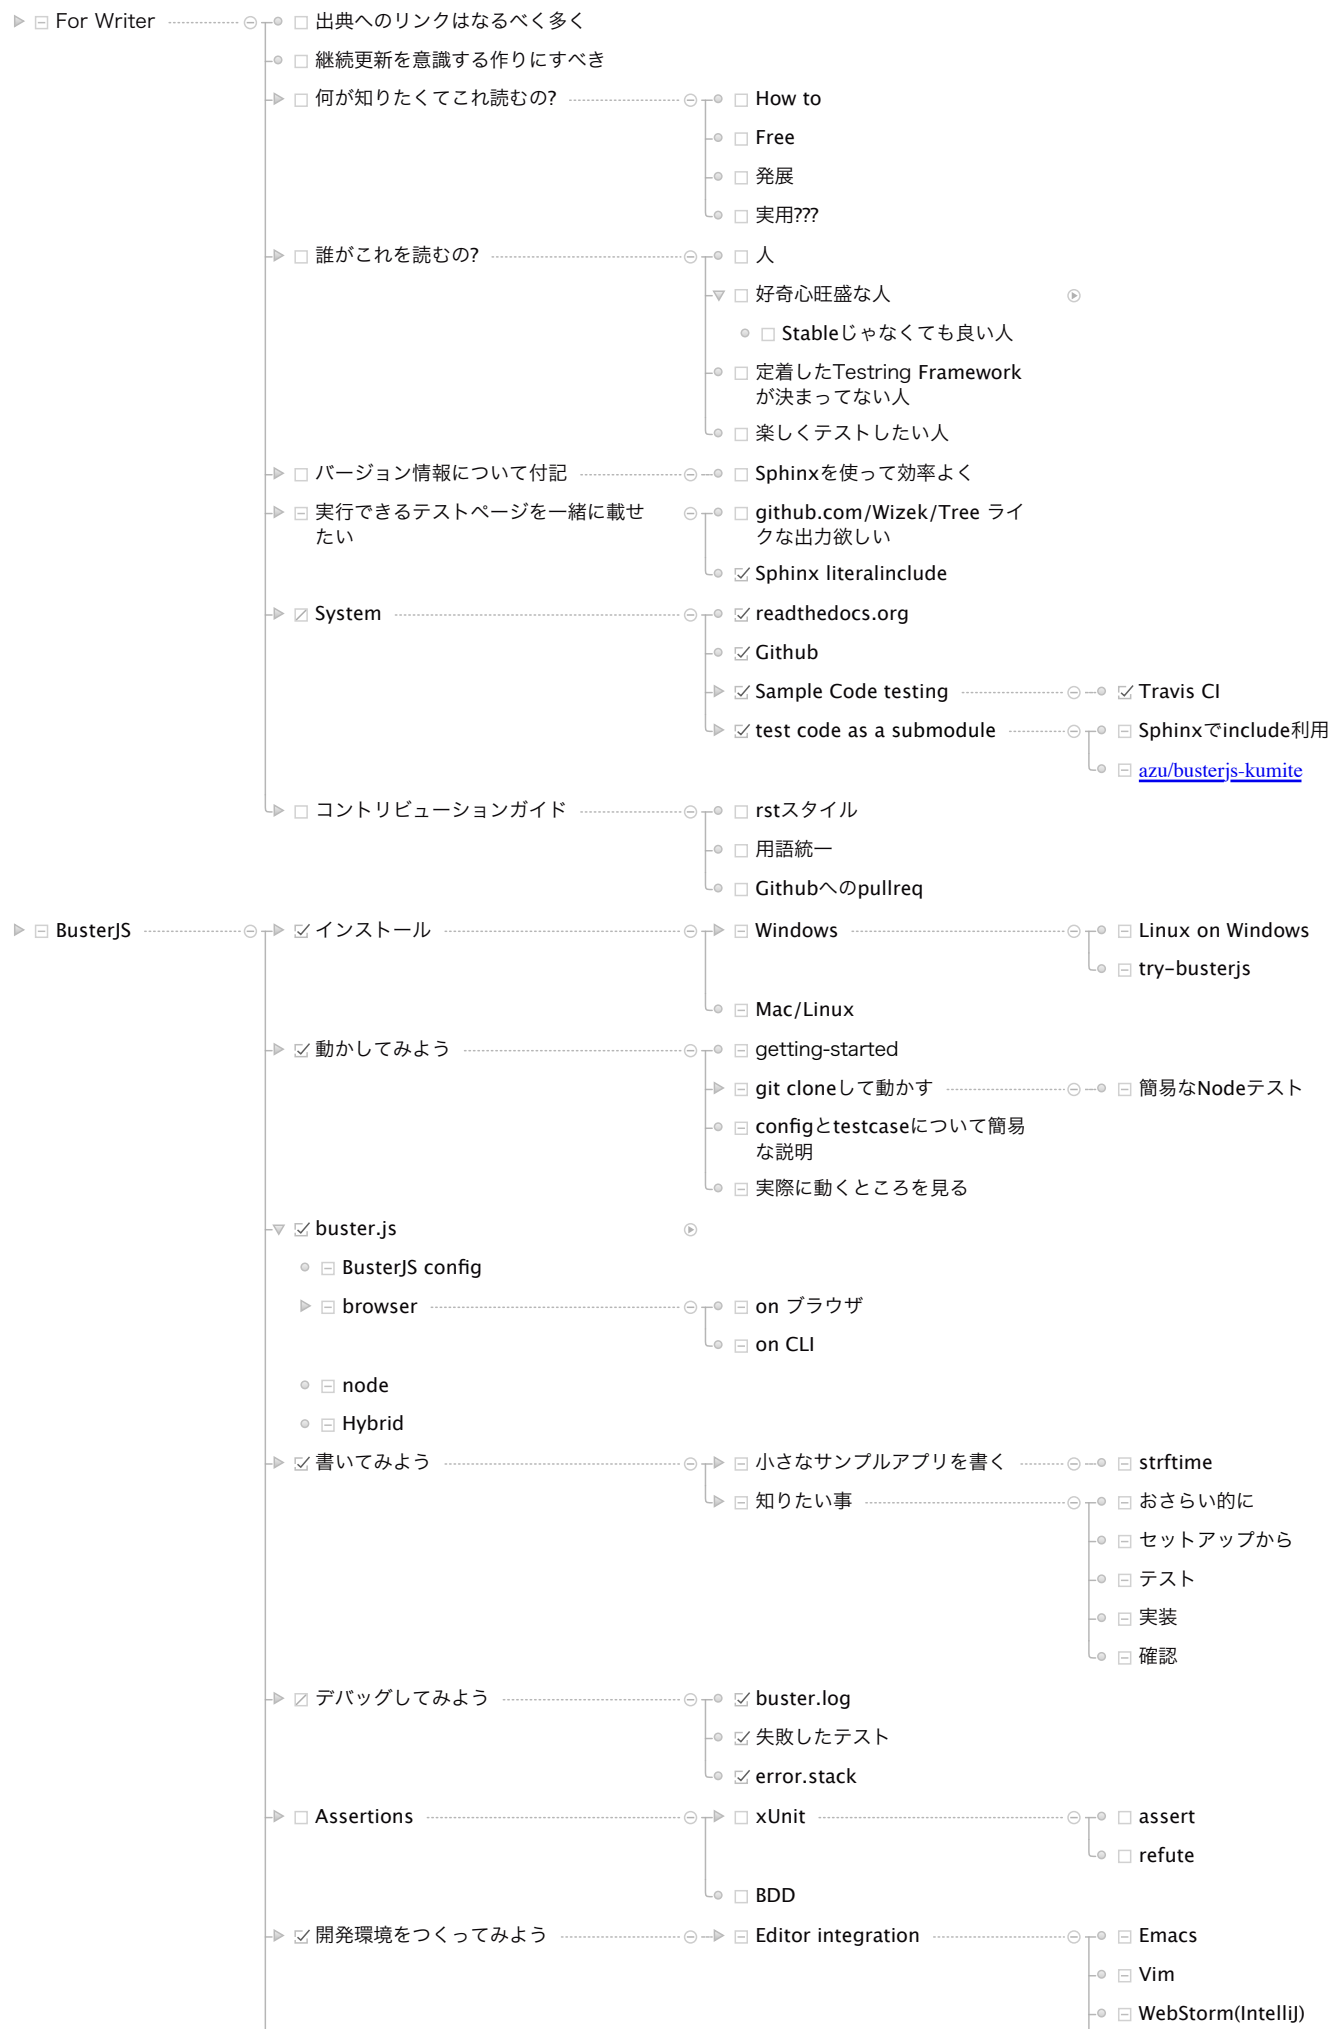 For Writer
出典へのリンクはなるべく多く
継続更新を意識する作りにすべき
何が知りたくてこれ読むの?
How to
Free
発展
実用???
誰がこれを読むの?
人
好奇心旺盛な人
Stableじゃなくても良い人
定着したTestring Framework
が決まってない人
楽しくテストしたい人
バージョン情報について付記
Sphinxを使って効率よく
実行できるテストページを一緒に載せ
たい
github.com/Wizek/Tree ライ
クな出力欲しい
Sphinx literalinclude
System
readthedocs.org
Github
Sample Code testing
Travis CI
test code as a submodule
Sphinxでinclude利用
azu/busterjs-kumite
コントリビューションガイド
rstスタイル
用語統一
Githubへのpullreq
BusterJS
インストール
Windows
Linux on Windows
try-busterjs
Mac/Linux
動かしてみよう
getting-started
git cloneして動かす
簡易なNodeテスト
configとtestcaseについて簡易
な説明
実際に動くところを見る
buster.js
BusterJS config
browser
on ブラウザ
on CLI
node
Hybrid
書いてみよう
小さなサンプルアプリを書く
strftime
知りたい事
おさらい的に
セットアップから
テスト
実装
確認
デバッグしてみよう
buster.log
失敗したテスト
error.stack
Assertions
xUnit
assert
refute
BDD
開発環境をつくってみよう
Editor integration
Emacs
Vim
WebStorm(IntelliJ)